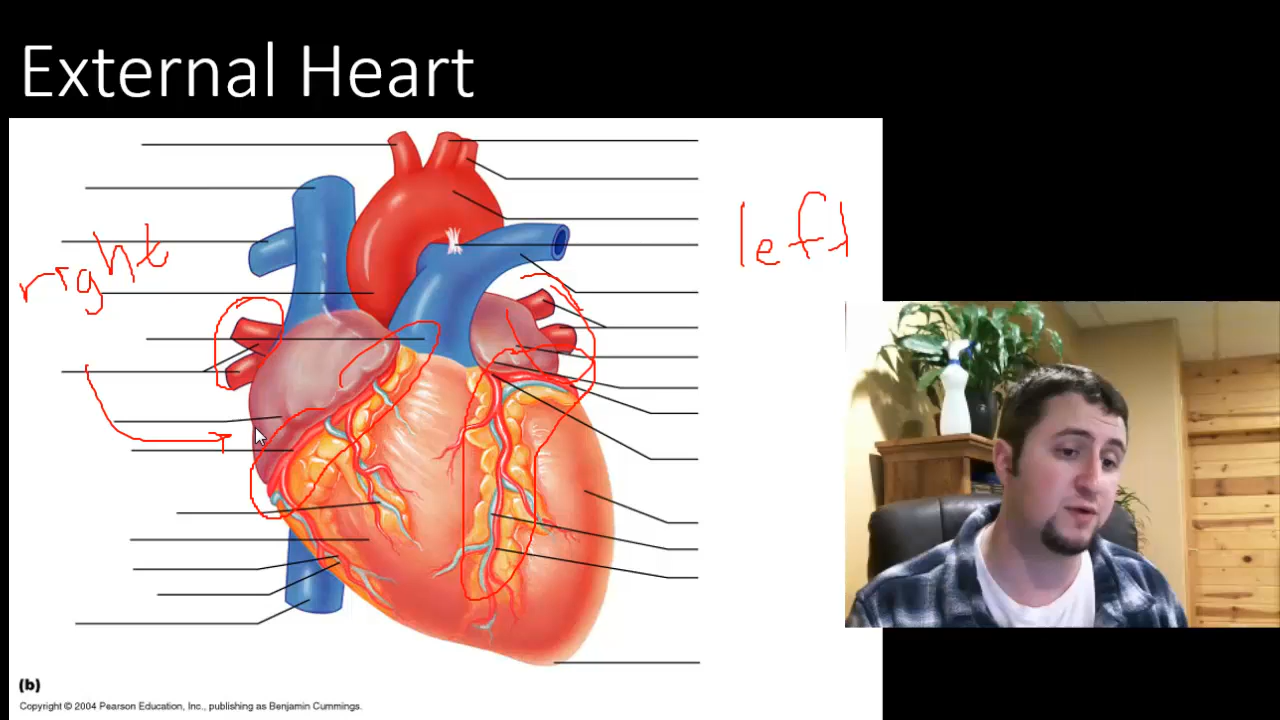 External Heart
right
left
(b)
Copyright © 2004 Pearson Education, Inc., publishing as Benjamin Cummings.